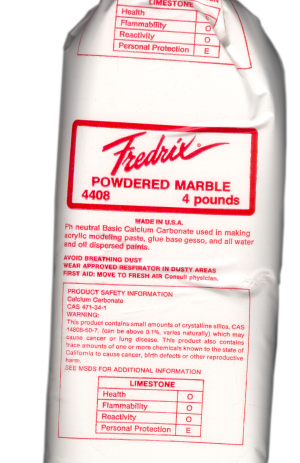 LIMESTONE
Health
Flammability O
Reactivity O
Personal Protection E
Fredrix
POWDERED MARBLE
4408 4 pounds
MADE IN U.S.A.
Ph neutral Basic Calcium Carbonate used in making
acrylic modeling paste, glue base gesso, and all water
and oil dispersed paints.
AVOID BREATHING DUST
WEAR APPROVED RESPIRATOR IN DUSTY AREAS
FIRST AID: MOVE TO FRESH AIR Consult physician.
PRODUCT SAFETY INFORMATION
Calcium Carbonate
CAS 471-34-1
WARNING:
This product contains small amounts of crystalline silica, CAS
14808-60-7, (can be above 0.1%, varies naturally) which may
cause cancer or lung disease. This product also contains
trace amounts of one or more chemicals known to the state of
California to cause cancer, birth defects or other reproductive
harm.
SEE MSDS FOR ADDITIONAL INFORMATION
LIMESTONE
Health O
Flammability O
Reactivity O
Personal Protection E